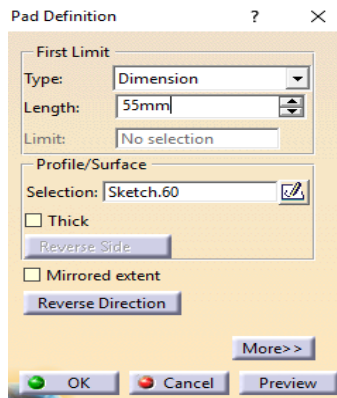 Pad Definition ? ×
First Limit
Type: Dimension
Length: 55mm
Limit: No selection
Profile/Surface
Selection: Sketch.60
Thick
Reverse Side
Mirrored extent
Reverse Direction
More>>
OK Cancel Preview